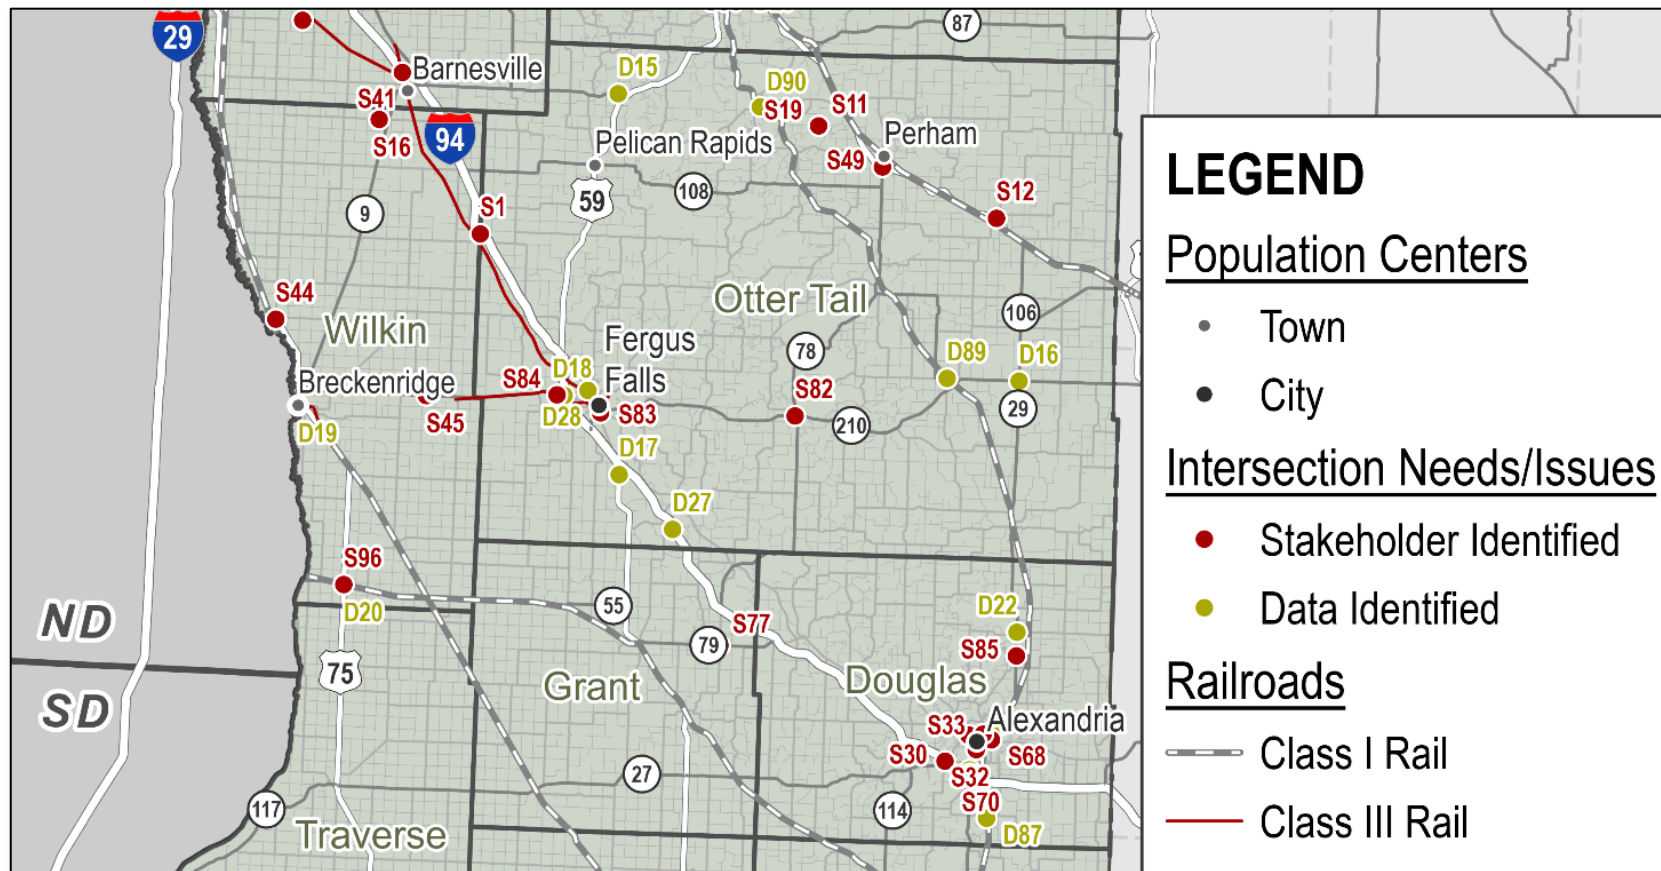 29
87
Barnesville
D15
D90
S41
S19
S11
S16
94
Perham
Pelican Rapids
S49
59
108
S12
9
S1
S44
Otter Tail
Wilkin
106
Fergus
Falls
78
D18
D89
D16
Breckenridge
S84
S82
29
S45
D28
S83
210
D19
D17
D27
S96
D20
55
D22
ND
S77
79
S85
75
SD
Grant
Douglas
S33
Alexandria
S30
S68
27
S32
S70
117
114
Traverse
D87
LEGEND
Population Centers
Town
City
Intersection Needs/Issues
Stakeholder Identified
Data Identified
Railroads
Class I Rail
Class III Rail